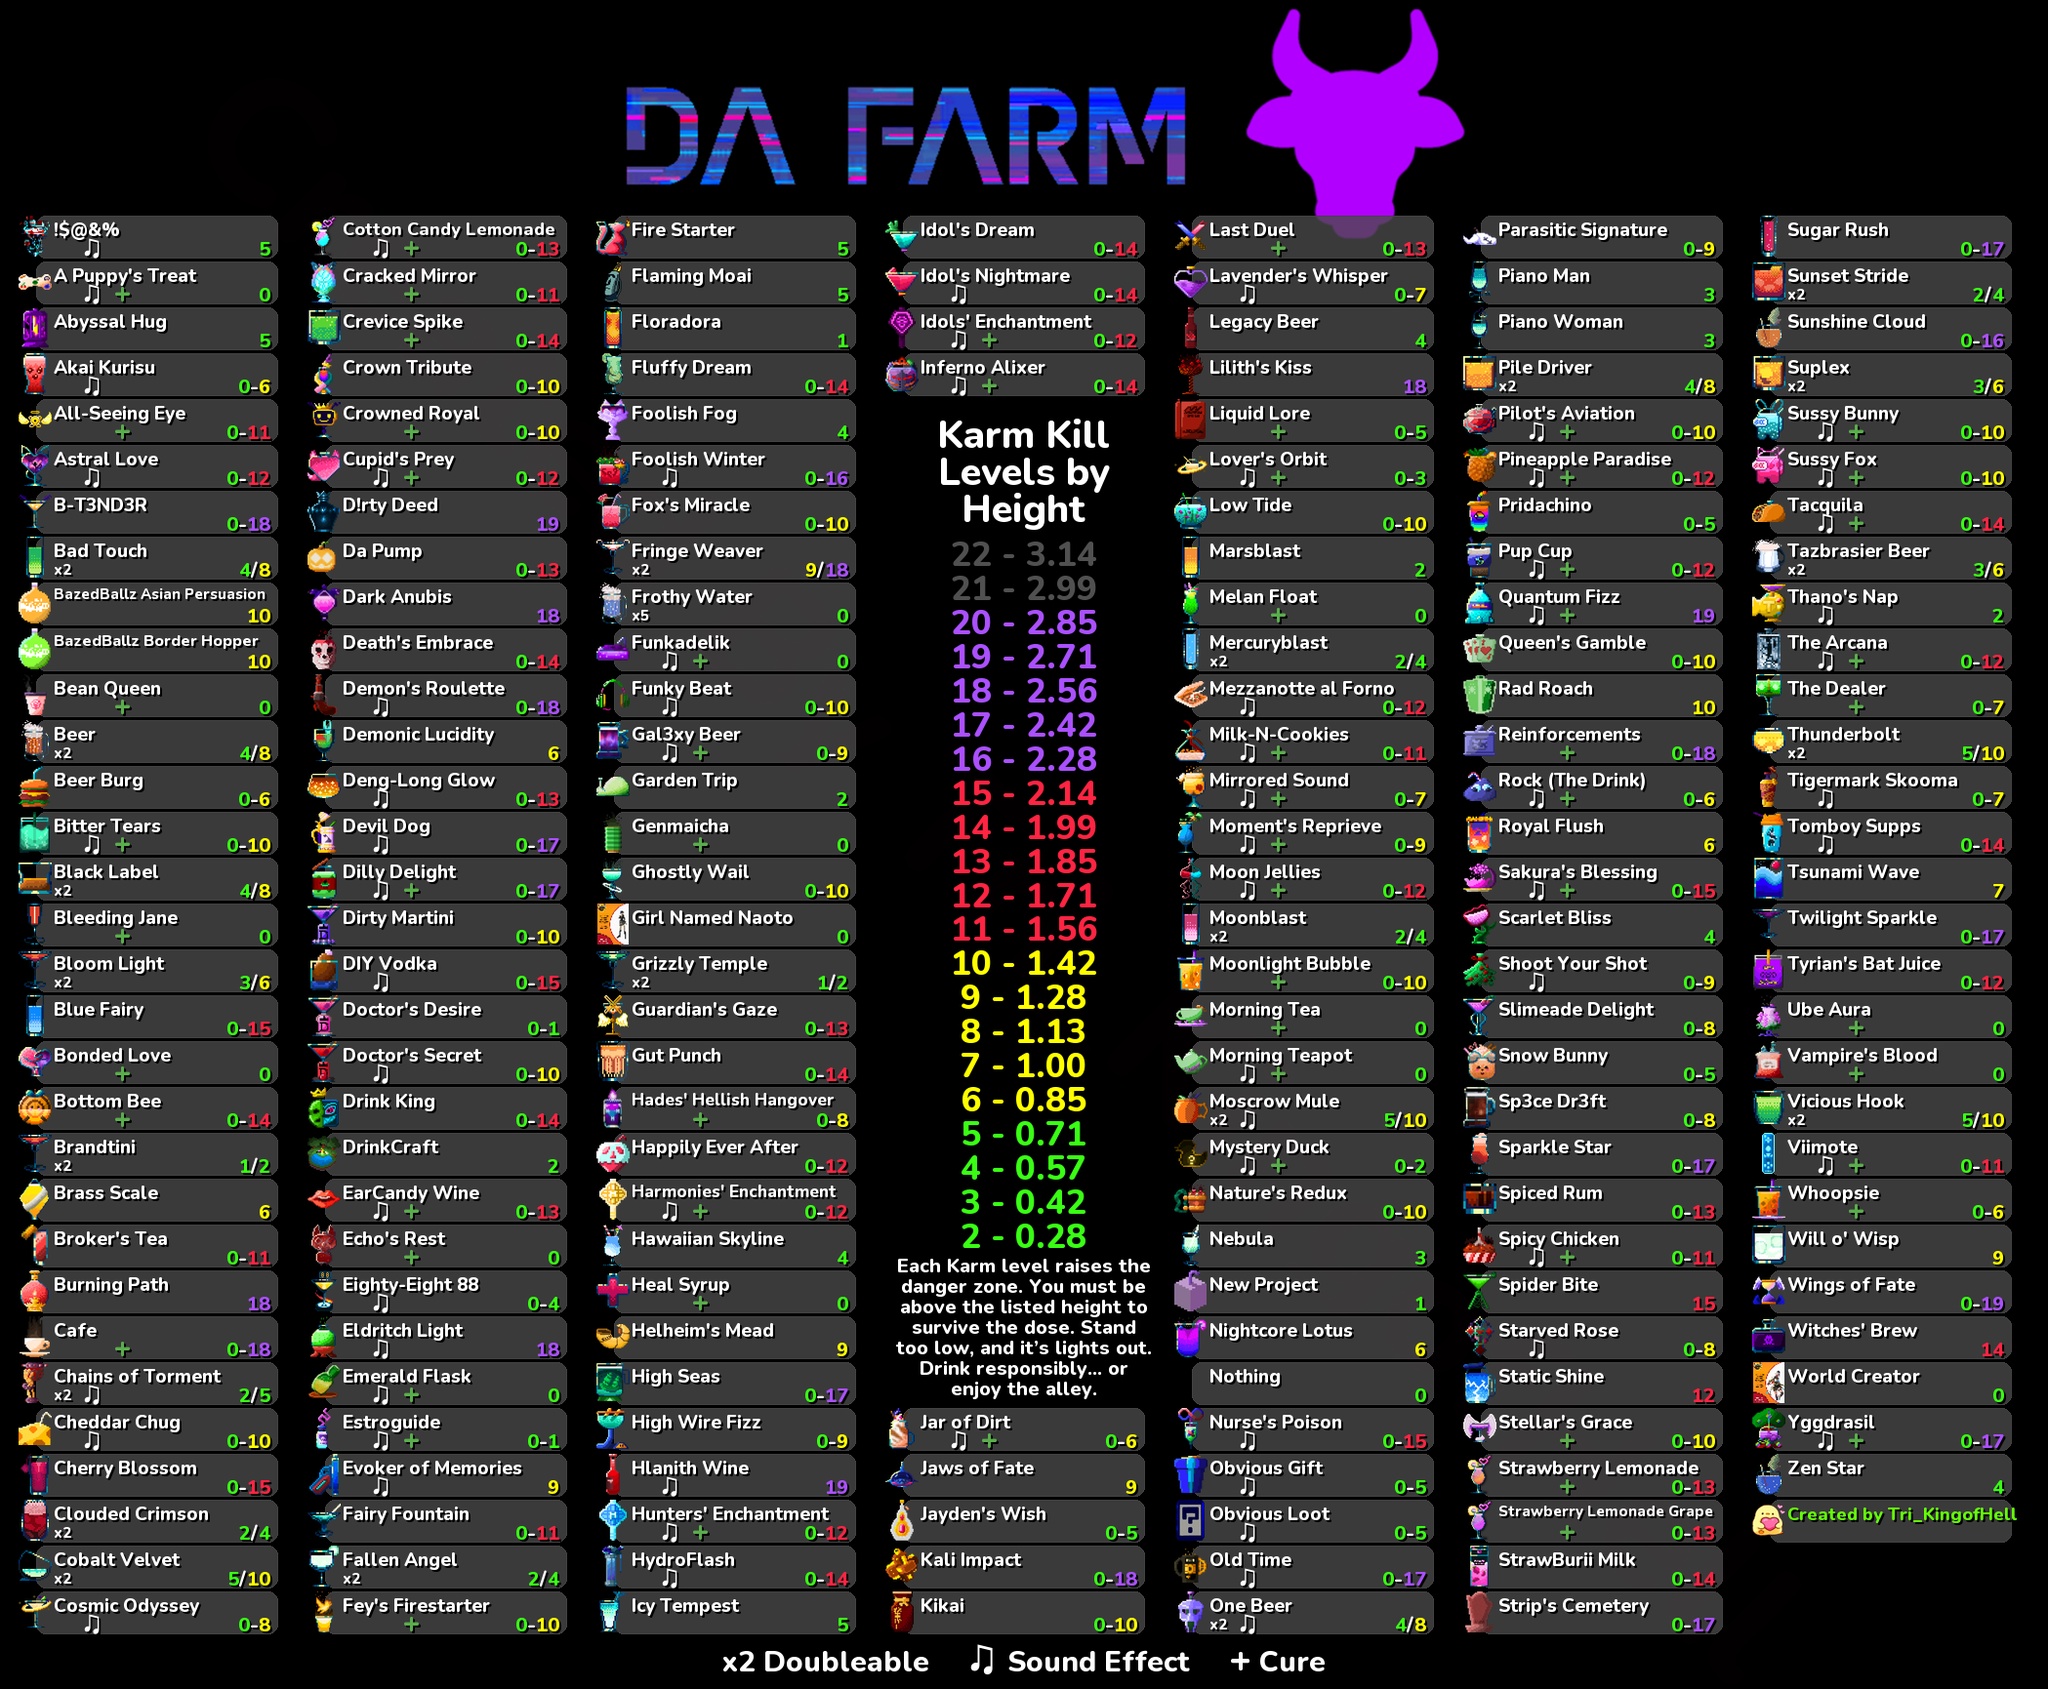 DA FARM
!$@&%
♫
5
A Puppy's Treat
♫ +
0
Abyssal Hug
5
Akai Kurisu
♫
0-6
All-Seeing Eye
+
0-11
Astral Love
♫
0-12
B-T3ND3R
0-18
Bad Touch
x2
4/8
BazedBallz Asian Persuasion
10
BazedBallz Border Hopper
10
Bean Queen
+
0
Beer
x2
4/8
Beer Burg
0-6
Bitter Tears
♫ +
0-10
Black Label
x2
4/8
Bleeding Jane
+
0
Bloom Light
x2
3/6
Blue Fairy
0-15
Bonded Love
+
0
Bottom Bee
+
0-14
Brandtini
x2
1/2
Brass Scale
6
Broker's Tea
0-11
Burning Path
18
Cafe
+
0-18
Chains of Torment
x2 ♫
2/5
Cheddar Chug
♫
0-10
Cherry Blossom
0-15
Clouded Crimson
x2
2/4
Cobalt Velvet
x2
5/10
Cosmic Odyssey
♫
0-8
Cotton Candy Lemonade
♫ +
0-13
Cracked Mirror
+
0-11
Crevice Spike
+
0-14
Crown Tribute
0-10
Crowned Royal
+
0-10
Cupid's Prey
♫ +
0-12
D!rty Deed
19
Da Pump
0-13
Dark Anubis
18
Death's Embrace
0-14
Demon's Roulette
♫
0-18
Demonic Lucidity
6
Deng-Long Glow
♫
0-13
Devil Dog
♫
0-17
Dilly Delight
♫ +
0-17
Dirty Martini
0-10
DIY Vodka
♫
0-15
Doctor's Desire
0-1
Doctor's Secret
♫
0-10
Drink King
0-14
DrinkCraft
2
EarCandy Wine
♫ +
0-13
Echo's Rest
+
0
Eighty-Eight 88
♫
0-4
Eldritch Light
♫
18
Emerald Flask
♫ +
0
Estroguide
♫ +
0-1
Evoker of Memories
♫
9
Fairy Fountain
0-11
Fallen Angel
x2
2/4
Fey's Firestarter
+
0-10
Fire Starter
5
Flaming Moai
5
Floradora
1
Fluffy Dream
0-14
Foolish Fog
4
Foolish Winter
♫
0-16
Fox's Miracle
0-10
Fringe Weaver
x2
9/18
Frothy Water
x5
0
Funkadelik
♫ +
0
Funky Beat
♫
0-10
Gal3xy Beer
♫ +
0-9
Garden Trip
2
Genmaicha
+
0
Ghostly Wail
0-10
Girl Named Naoto
0
Grizzly Temple
x2
1/2
Guardian's Gaze
0-13
Gut Punch
0-14
Hades' Hellish Hangover
+
0-8
Happily Ever After
0-12
Harmonies' Enchantment
♫ +
0-12
Hawaiian Skyline
4
Heal Syrup
+
0
Helheim's Mead
9
High Seas
0-17
High Wire Fizz
0-9
Hlanith Wine
19
Hunters' Enchantment
♫ +
0-12
HydroFlash
♫
0-14
Icy Tempest
5
Idol's Dream
0-14
Idol's Nightmare
♫
0-14
Idols' Enchantment
♫ +
0-12
Inferno Alixer
♫ +
0-14
Karm Kill
Levels by
Height
22 - 3.14
21 - 2.99
20 - 2.85
19 - 2.71
18 - 2.56
17 - 2.42
16 - 2.28
15 - 2.14
14 - 1.99
13 - 1.85
12 - 1.71
11 - 1.56
10 - 1.42
9 - 1.28
8 - 1.13
7 - 1.00
6 - 0.85
5 - 0.71
4 - 0.57
3 - 0.42
2 - 0.28
Each Karm level raises the
danger zone. You must be
above the listed height to
survive the dose. Stand
too low, and it's lights out.
Drink responsibly... or
enjoy the alley.
Jar of Dirt
♫ +
0-6
Jaws of Fate
9
Jayden's Wish
0-5
Kali Impact
0-18
Kikai
0-10
Last Duel
+
0-13
Lavender's Whisper
♫
0-7
Legacy Beer
4
Lilith's Kiss
18
Liquid Lore
+
0-5
Lover's Orbit
♫ +
0-3
Low Tide
0-10
Marsblast
2
Melan Float
+
0
Mercuryblast
x2
2/4
Mezzanotte al Forno
♫
0-12
Milk-N-Cookies
♫ +
0-11
Mirrored Sound
♫ +
0-7
Moment's Reprieve
♫ +
0-9
Moon Jellies
♫ +
0-12
Moonblast
x2
2/4
Moonlight Bubble
+
0-10
Morning Tea
+
0
Morning Teapot
♫ +
0
Moscrow Mule
x2 ♫
5/10
Mystery Duck
♫ +
0-2
Nature's Redux
0-10
Nebula
3
New Project
1
Nightcore Lotus
6
Nothing
0
Nurse's Poison
♫
0-15
Obvious Gift
♫
0-5
Obvious Loot
♫
0-5
Old Time
♫
0-17
One Beer
x2 ♫
4/8
Parasitic Signature
0-9
Piano Man
3
Piano Woman
3
Pile Driver
x2
4/8
Pilot's Aviation
♫ +
0-10
Pineapple Paradise
♫ +
0-12
Pridachino
0-5
Pup Cup
♫ +
0-12
Quantum Fizz
♫ +
19
Queen's Gamble
0-10
Rad Roach
10
Reinforcements
+
0-18
Rock (The Drink)
♫ +
0-6
Royal Flush
6
Sakura's Blessing
♫ +
0-15
Scarlet Bliss
4
Shoot Your Shot
♫
0-9
Slimeade Delight
0-8
Snow Bunny
0-5
Sp3ce Dr3ft
0-8
Sparkle Star
0-17
Spiced Rum
0-13
Spicy Chicken
♫ +
0-11
Spider Bite
15
Starved Rose
♫
0-8
Static Shine
12
Stellar's Grace
+
0-10
Strawberry Lemonade
+
0-13
Strawberry Lemonade Grape
+
0-13
StrawBurii Milk
0-14
Strip's Cemetery
0-17
Sugar Rush
0-17
Sunset Stride
x2
2/4
Sunshine Cloud
0-16
Suplex
x2
3/6
Sussy Bunny
♫ +
0-10
Sussy Fox
♫ +
0-10
Tacquila
♫ +
0-14
Tazbrasier Beer
x2
3/6
Thano's Nap
♫
2
The Arcana
♫ +
0-12
The Dealer
+
0-7
Thunderbolt
x2
5/10
Tigermark Skooma
♫
0-7
Tomboy Supps
♫
0-14
Tsunami Wave
7
Twilight Sparkle
0-17
Tyrian's Bat Juice
0-12
Ube Aura
+
0
Vampire's Blood
+
0
Vicious Hook
x2
5/10
Viimote
♫ +
0-11
Whoopsie
+
0-6
Will o' Wisp
9
Wings of Fate
0-19
Witches' Brew
14
World Creator
0
Yggdrasil
♫ +
0-17
Zen Star
4
Created by Tri_KingofHell
x2 Doubleable ♫ Sound Effect + Cure